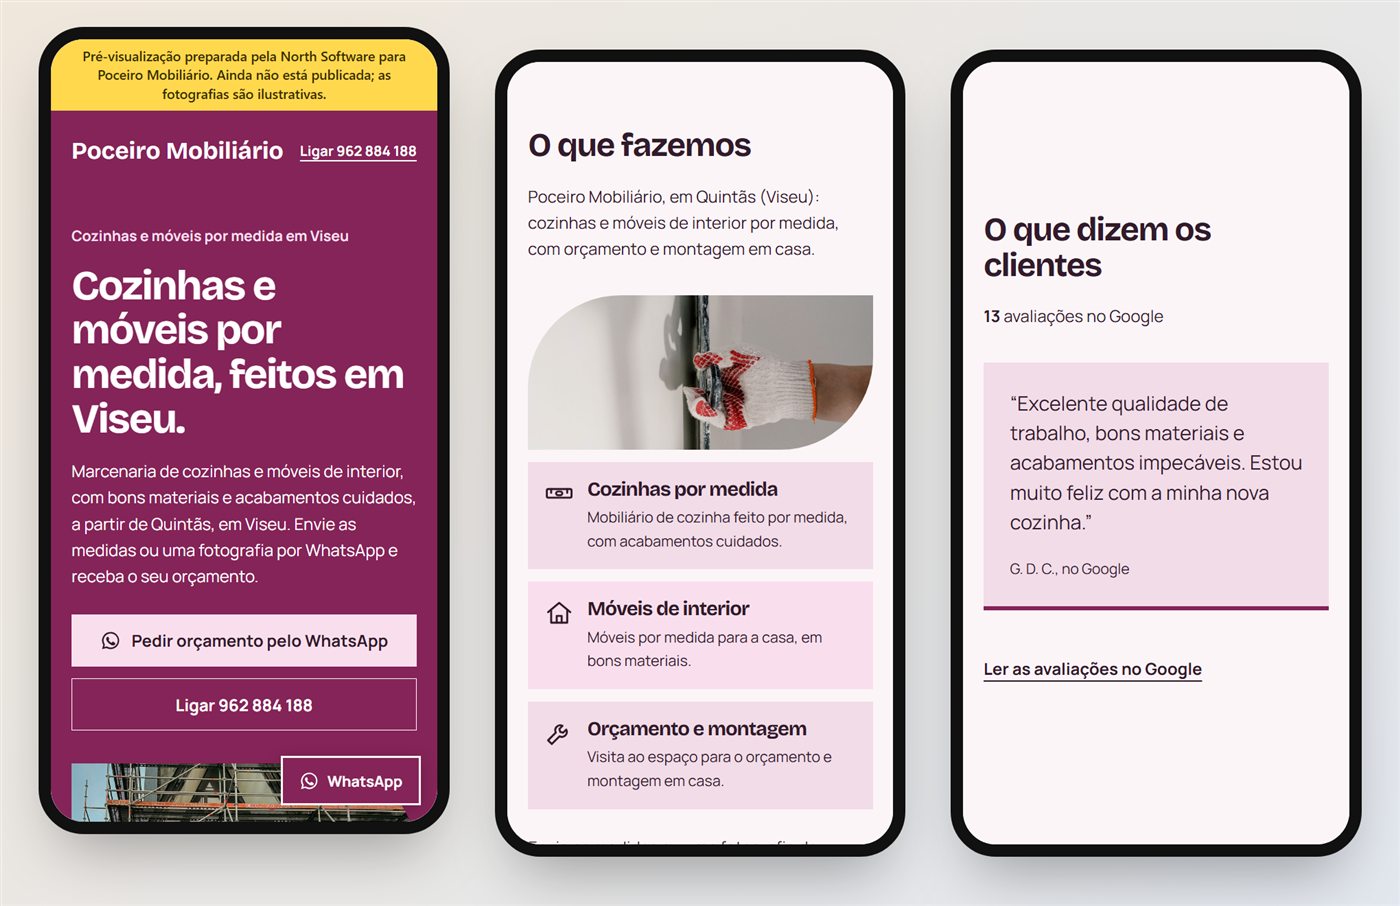 Pré-visualização preparada pela North Software para
Poceiro Mobiliário. Ainda não está publicada; as
fotografias são ilustrativas.
Poceiro Mobiliário
Ligar 962 884 188
Cozinhas e móveis por medida em Viseu
Cozinhas e
móveis por
medida, feitos em
Viseu.
Marcenaria de cozinhas e móveis de interior,
com bons materiais e acabamentos cuidados,
a partir de Quintãs, em Viseu. Envie as
medidas ou uma fotografia por WhatsApp e
receba o seu orçamento.
Pedir orçamento pelo WhatsApp
Ligar 962 884 188
WhatsApp
O que fazemos
Poceiro Mobiliário, em Quintãs (Viseu):
cozinhas e móveis de interior por medida,
com orçamento e montagem em casa.
Cozinhas por medida
Mobiliário de cozinha feito por medida,
com acabamentos cuidados.
Móveis de interior
Móveis por medida para a casa, em
bons materiais.
Orçamento e montagem
Visita ao espaço para o orçamento e
montagem em casa.
O que dizem os
clientes
13 avaliações no Google
“Excelente qualidade de
trabalho, bons materiais e
acabamentos impecáveis. Estou
muito feliz com a minha nova
cozinha.”
G. D. C., no Google
Ler as avaliações no Google